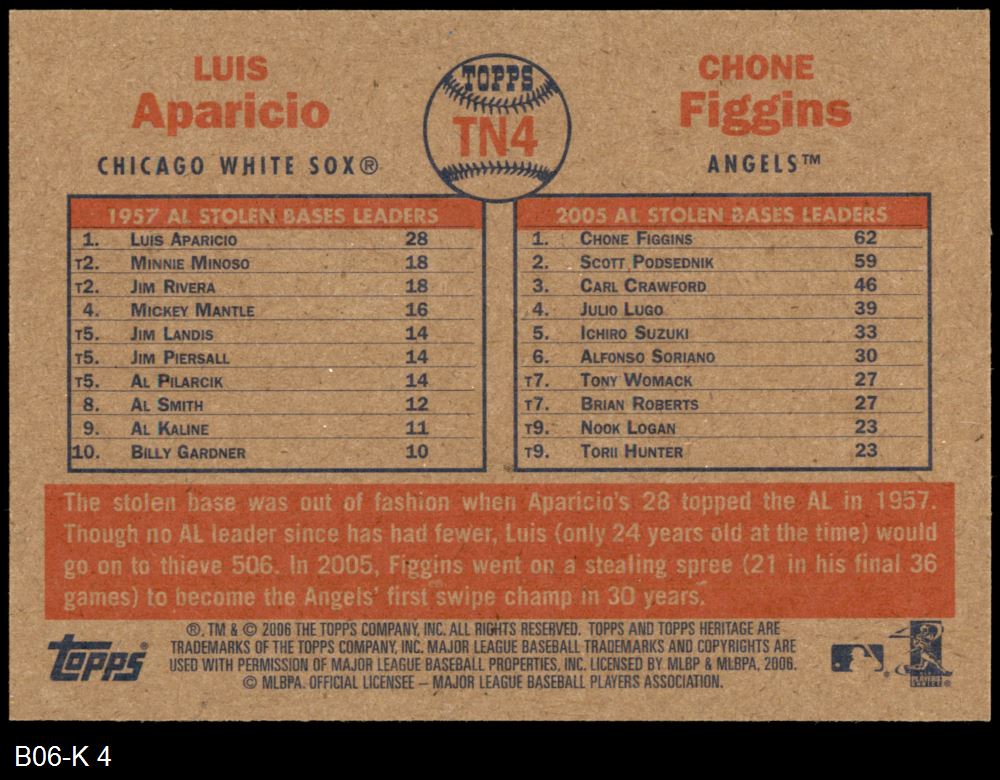 TOPPS
TN4
LUIS
Aparicio
CHICAGO WHITE SOX®
CHONE
Figgins
ANGELS™
1957 AL STOLEN BASES LEADERS
1. LUIS APARICIO 28
T2. MINNIE MINOSO 18
T2. JIM RIVERA 18
4. MICKEY MANTLE 16
T5. JIM LANDIS 14
T5. JIM PIERSALL 14
T5. AL PILARCIK 14
8. AL SMITH 12
9. AL KALINE 11
10. BILLY GARDNER 10
2005 AL STOLEN BASES LEADERS
1. CHONE FIGGINS 62
2. SCOTT PODSEDNIK 59
3. CARL CRAWFORD 46
4. JULIO LUGO 39
5. ICHIRO SUZUKI 33
6. ALFONSO SORIANO 30
T7. TONY WOMACK 27
T7. BRIAN ROBERTS 27
T9. NOOK LOGAN 23
T9. TORII HUNTER 23
The stolen base was out of fashion when Aparicio's 28 topped the AL in 1957.
Though no AL leader since has had fewer, Luis (only 24 years old at the time) would
go on to thieve 506. In 2005, Figgins went on a stealing spree (21 in his final 36
games) to become the Angels' first swipe champ in 30 years.
topps®
®, TM & © 2006 THE TOPPS COMPANY, INC. ALL RIGHTS RESERVED. TOPPS AND TOPPS HERITAGE ARE
TRADEMARKS OF THE TOPPS COMPANY, INC. MAJOR LEAGUE BASEBALL TRADEMARKS AND COPYRIGHTS ARE
USED WITH PERMISSION OF MAJOR LEAGUE BASEBALL PROPERTIES, INC. LICENSED BY MLBP & MLBPA, 2006.
© MLBPA. OFFICIAL LICENSEE – MAJOR LEAGUE BASEBALL PLAYERS ASSOCIATION.
B06-K 4